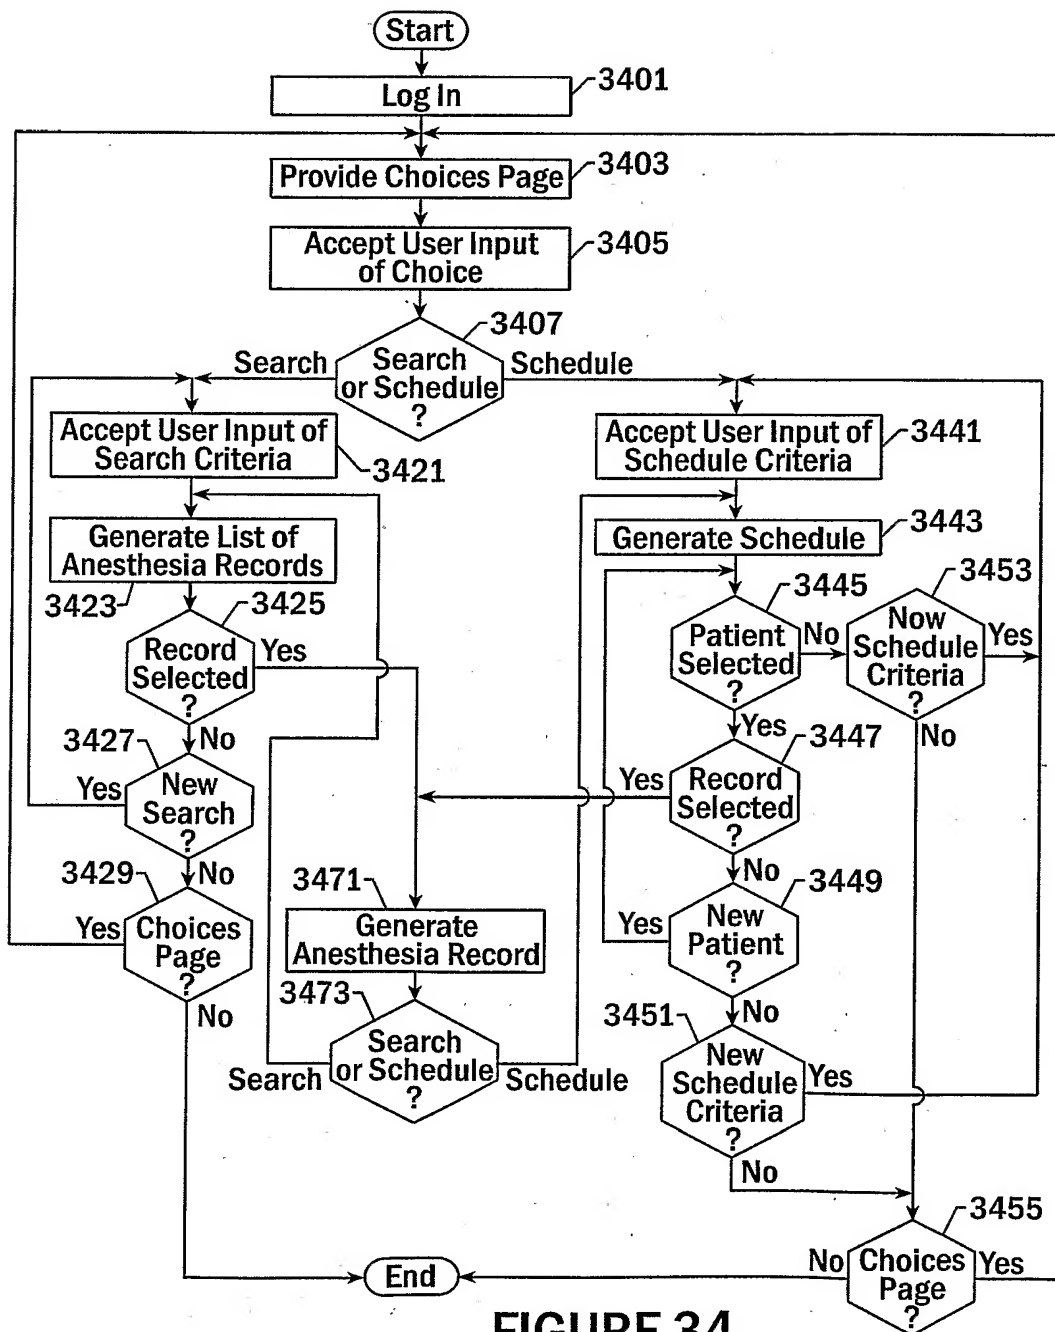 Start
Log In
3401
Provide Choices Page
3403
Accept User Input
of Choice
3405
3407
Search
or Schedule
?
Search
Schedule
Accept User Input of
Search Criteria
3421
Accept User Input of
Schedule Criteria
3441
Generate List of
Anesthesia Records
3423
Generate Schedule
3443
3425
Record
Selected
?
Yes
No
3445
Patient
Selected
?
No
Yes
3453
Now
Schedule
Criteria
?
Yes
No
3427
New
Search
?
Yes
No
3447
Record
Selected
?
Yes
No
3429
Choices
Page
?
Yes
No
3471
Generate
Anesthesia Record
3449
New
Patient
?
Yes
No
3473
Search
or Schedule
?
Search
Schedule
3451
New
Schedule
Criteria
?
Yes
No
3455
Choices
Page
?
No
Yes
End
FIGURE 34